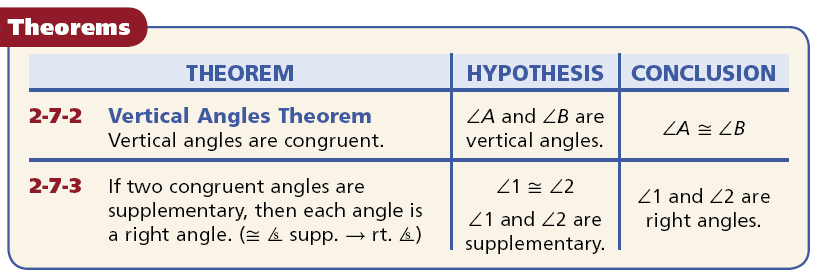 Theorems
THEOREM HYPOTHESIS CONCLUSION
2-7-2 Vertical Angles Theorem
Vertical angles are congruent.
∠A and ∠B are
vertical angles.
∠A ≅ ∠B
2-7-3 If two congruent angles are
supplementary, then each angle is
a right angle. (≅ ∠s supp. → rt. ∠s)
∠1 ≅ ∠2
∠1 and ∠2 are
supplementary.
∠1 and ∠2 are
right angles.